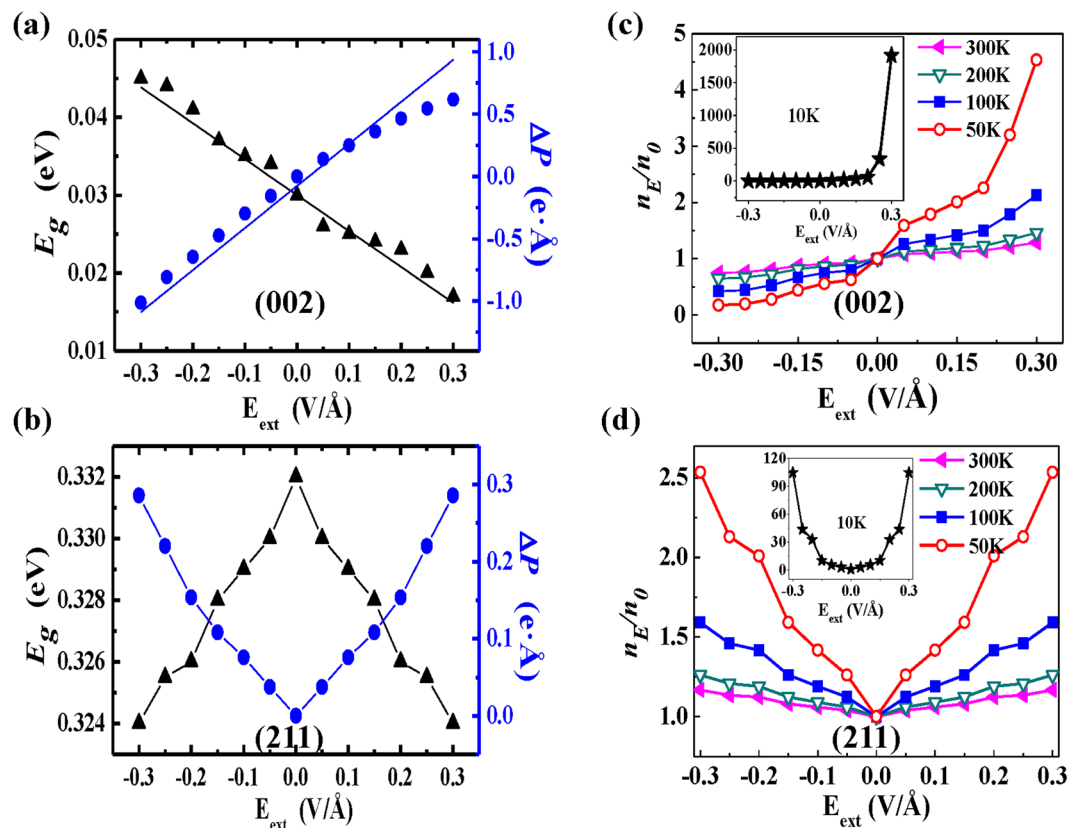 (a)
0.05
0.04
0.03
0.02
0.01
E_g (eV)
1.0
0.5
0.0
-0.5
-1.0
ΔP (e·Å)
(002)
-0.3 -0.2 -0.1 0.0 0.1 0.2 0.3
E_ext (V/Å)
(c)
5
4
3
2
1
0
n_E/n_0
2000
1500
1000
500
0
10K
-0.3 0.0 0.3
E_ext (V/Å)
300K
200K
100K
50K
(002)
-0.30 -0.15 0.00 0.15 0.30
E_ext (V/Å)
(b)
0.332
0.330
0.328
0.326
0.324
E_g (eV)
0.3
0.2
0.1
0.0
ΔP (e·Å)
(211)
-0.3 -0.2 -0.1 0.0 0.1 0.2 0.3
E_ext (V/Å)
(d)
2.5
2.0
1.5
1.0
n_E/n_0
120
90
60
30
0
10K
-0.3 0.0 0.3
E_ext (V/Å)
300K
200K
100K
50K
(211)
-0.3 -0.2 -0.1 0.0 0.1 0.2 0.3
E_ext (V/Å)